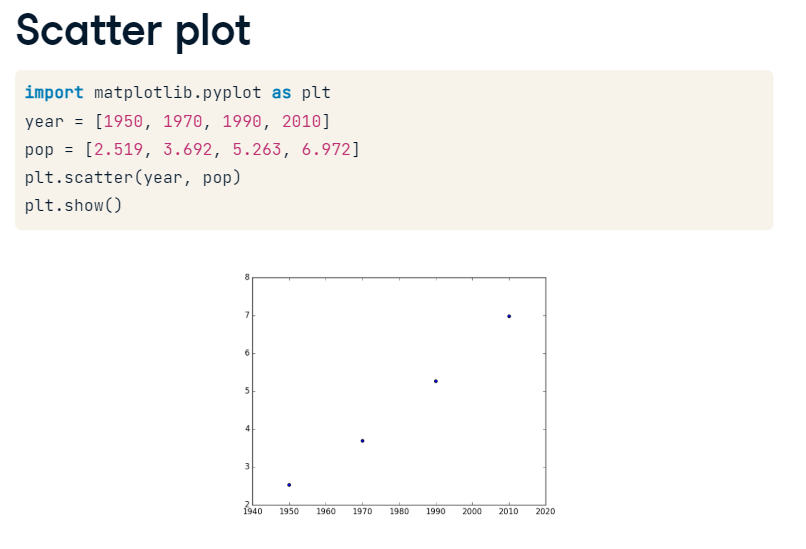 Scatter plot
import matplotlib.pyplot as plt
year = [1950, 1970, 1990, 2010]
pop = [2.519, 3.692, 5.263, 6.972]
plt.scatter(year, pop)
plt.show()
8
7
6
5
4
3
2
1940 1950 1960 1970 1980 1990 2000 2010 2020